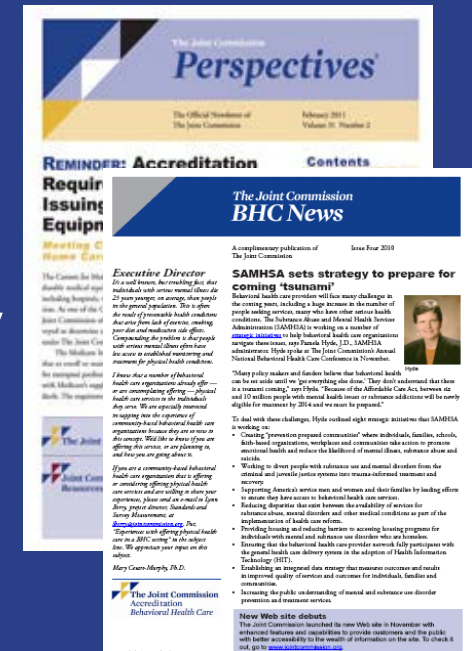 The Joint Commission
Perspectives
The Official Newsletter of
The Joint Commission
February 2011
Volume 31 Number 2
REMINDER: Accreditation
Contents
Requir
Issuing
Equipn
Meeting C
Home Car
The Joint
Joint Com
Resources
The Joint Commission
BHC News
A complimentary publication of
The Joint Commission
Issue Four 2010
Executive Director
It's a well known, but troubling fact, that
individuals with serious mental illness die
25 years younger, on average, than people
in the general population. This is often
the result of preventable health conditions
that arise from lack of exercise, smoking,
poor diet and medication side effects.
Compounding the problem is that people
with serious mental illness often have
less access to established monitoring and
treatment for physical health conditions.
I know that a number of behavioral
health care organizations already offer —
or are contemplating offering — physical
health care services to the individuals
they serve. We are especially interested
in tapping into the experience of
community-based behavioral health care
organizations because they are so new to
this concept. We'd like to know if you are
offering this service, or are planning to,
and how you are going about it.
If you are a community-based behavioral
health care organization that is offering
or considering offering physical health
care services and are willing to share your
experiences, please send an e-mail to Lynn
Berry, project director, Standards and
Survey Measurement, at
lberry@jointcommission.org. Put,
"Experiences with offering physical health
care in a BHC setting" in the subject
line. We appreciate your input on this
subject.
Mary Cesare-Murphy, Ph.D.
The Joint Commission
Accreditation
Behavioral Health Care
SAMHSA sets strategy to prepare for
coming 'tsunami'
Behavioral health care providers will face many challenges in
the coming years, including a huge increase in the number of
people seeking services, many who have other serious health
conditions. The Substance Abuse and Mental Health Services
Administration (SAMHSA) is working on a number of
strategic initiatives to help behavioral health care organizations
navigate these issues, says Pamela Hyde, J.D., SAMHSA
administrator. Hyde spoke at The Joint Commission's Annual
National Behavioral Health Care Conference in November.
Hyde
"Many policy makers and funders believe that behavioral health
can be set aside until we 'get everything else done.' They don't understand that there
is a tsunami coming," says Hyde. "Because of the Affordable Care Act, between six
and 10 million people with mental health issues or substance addictions will be newly
eligible for treatment by 2014 and we must be prepared."
To deal with these challenges, Hyde outlined eight strategic initiatives that SAMHSA
is working on:
• Creating "prevention prepared communities" where individuals, families, schools,
faith-based organizations, workplaces and communities take action to promote
emotional health and reduce the likelihood of mental illness, substance abuse and
suicide.
• Working to divert people with substance use and mental disorders from the
criminal and juvenile justice systems into trauma-informed treatment and
recovery.
• Supporting America's service men and women and their families by leading efforts
to ensure they have access to behavioral health care services.
• Reducing disparities that exist between the availability of services for
substance abuse, mental disorders and other medical conditions as part of the
implementation of health care reform.
• Providing housing and reducing barriers to accessing housing programs for
individuals with mental and substance use disorders who are homeless.
• Ensuring that the behavioral health care provider network fully participates with
the general health care delivery system in the adoption of Health Information
Technology (HIT).
• Establishing an integrated data strategy that measures outcomes and results
in improved quality of services and outcomes for individuals, families and
communities.
• Increasing the public understanding of mental and substance use disorder
prevention and treatment services.
New Web site debuts
The Joint Commission launched its new Web site in November with
enhanced features and capabilities to provide customers and the public
with better accessibility to the wealth of information on the site. To check it
out, go to www.jointcommission.org.